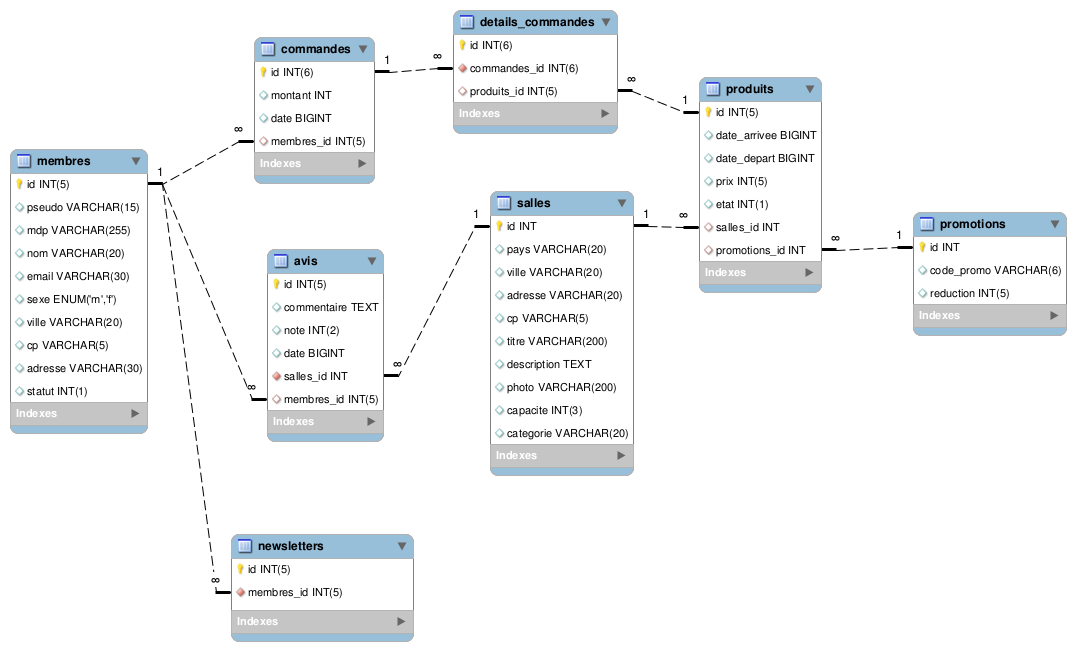 details_commandes
id INT(6)
commandes_id INT(6)
produits_id INT(5)
Indexes
commandes
id INT(6)
montant INT
date BIGINT
membres_id INT(5)
Indexes
1
∞
∞
1
produits
id INT(5)
date_arrivee BIGINT
date_depart BIGINT
prix INT(5)
etat INT(1)
salles_id INT
promotions_id INT
Indexes
membres
id INT(5)
pseudo VARCHAR(15)
mdp VARCHAR(255)
nom VARCHAR(20)
email VARCHAR(30)
sexe ENUM('m','f')
ville VARCHAR(20)
cp VARCHAR(5)
adresse VARCHAR(30)
statut INT(1)
Indexes
∞
1
avis
id INT(5)
commentaire TEXT
note INT(2)
date BIGINT
salles_id INT
membres_id INT(5)
Indexes
∞
∞
1
salles
id INT
pays VARCHAR(20)
ville VARCHAR(20)
adresse VARCHAR(20)
cp VARCHAR(5)
titre VARCHAR(200)
description TEXT
photo VARCHAR(200)
capacite INT(3)
categorie VARCHAR(20)
Indexes
1
∞
∞
1
promotions
id INT
code_promo VARCHAR(6)
reduction INT(5)
Indexes
∞
newsletters
id INT(5)
membres_id INT(5)
Indexes